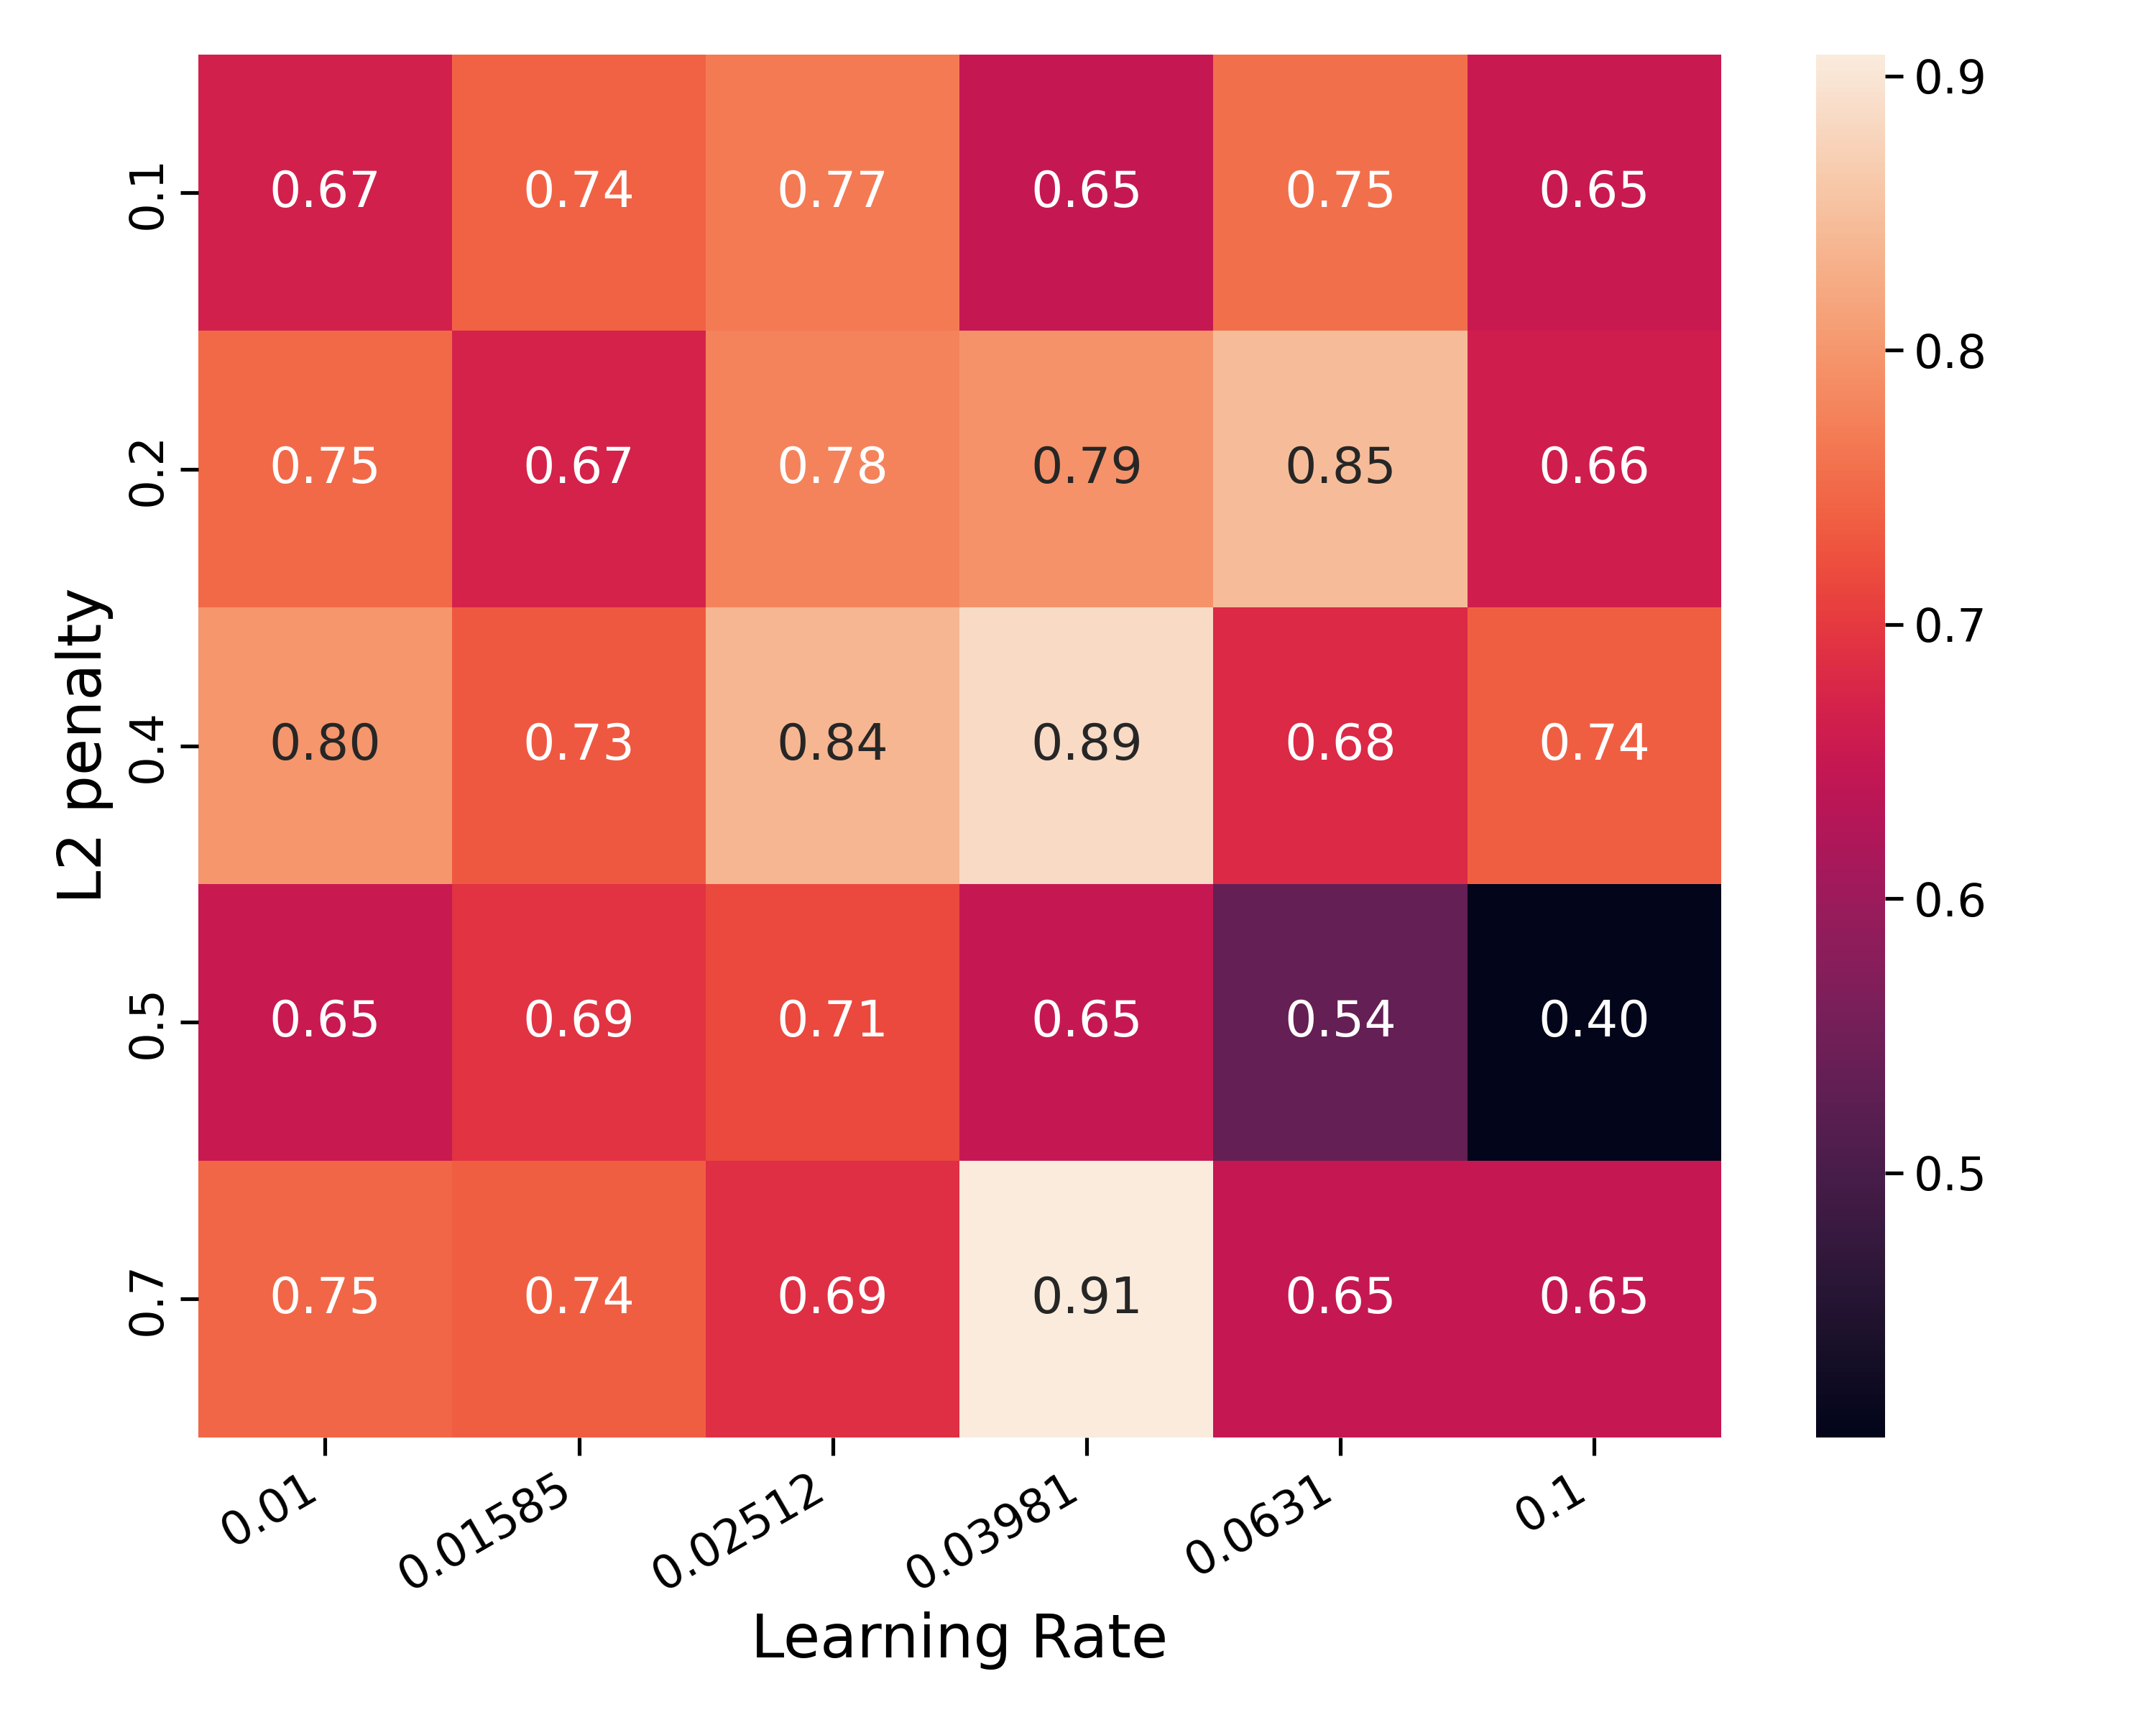 L2 penalty
0.1 0.67 0.74 0.77 0.65 0.75 0.65
0.2 0.75 0.67 0.78 0.79 0.85 0.66
0.4 0.80 0.73 0.84 0.89 0.68 0.74
0.5 0.65 0.69 0.71 0.65 0.54 0.40
0.7 0.75 0.74 0.69 0.91 0.65 0.65
0.01 0.01585 0.02512 0.03981 0.0631 0.1
Learning Rate
0.9
0.8
0.7
0.6
0.5